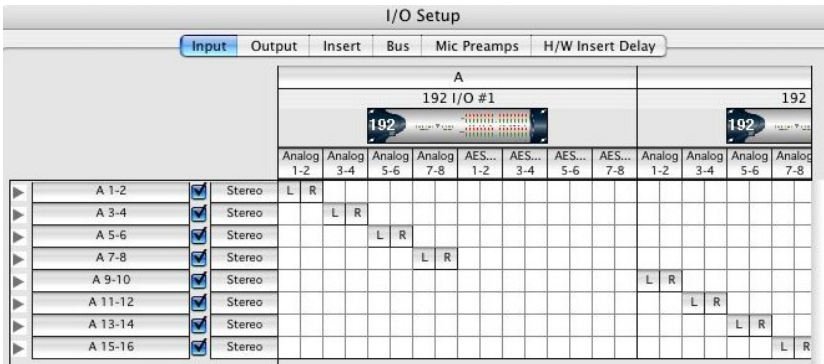 I/O Setup
Input Output Insert Bus Mic Preamps H/W Insert Delay
A
192 I/O #1 192
192 192
Analog 1-2 Analog 3-4 Analog 5-6 Analog 7-8 AES... 1-2 AES... 3-4 AES... 5-6 AES... 7-8 Analog 1-2 Analog 3-4 Analog 5-6 Analog 7-8
A 1-2 Stereo L R
A 3-4 Stereo L R
A 5-6 Stereo L R
A 7-8 Stereo L R
A 9-10 Stereo L R
A 11-12 Stereo L R
A 13-14 Stereo L R
A 15-16 Stereo L R